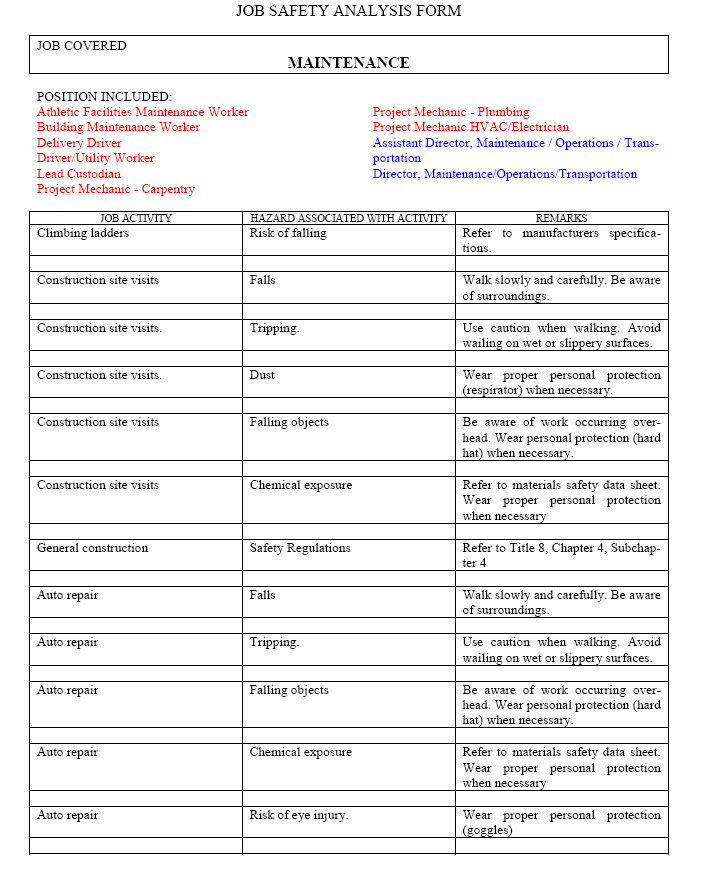 JOB SAFETY ANALYSIS FORM
JOB COVERED
MAINTENANCE
POSITION INCLUDED:
Athletic Facilities Maintenance Worker
Building Maintenance Worker
Delivery Driver
Driver/Utility Worker
Lead Custodian
Project Mechanic - Carpentry
Project Mechanic - Plumbing
Project Mechanic HVAC/Electrician
Assistant Director, Maintenance / Operations / Trans-
portation
Director, Maintenance/Operations/Transportation
JOB ACTIVITY HAZARD ASSOCIATED WITH ACTIVITY REMARKS
Climbing ladders Risk of falling Refer to manufacturers specifica-
tions.
Construction site visits Falls Walk slowly and carefully. Be aware
of surroundings.
Construction site visits. Tripping. Use caution when walking. Avoid
wailing on wet or slippery surfaces.
Construction site visits. Dust Wear proper personal protection
(respirator) when necessary.
Construction site visits Falling objects Be aware of work occurring over-
head. Wear personal protection (hard
hat) when necessary.
Construction site visits Chemical exposure Refer to materials safety data sheet.
Wear proper personal protection
when necessary
General construction Safety Regulations Refer to Title 8, Chapter 4, Subchap-
ter 4
Auto repair Falls Walk slowly and carefully. Be aware
of surroundings.
Auto repair Tripping. Use caution when walking. Avoid
wailing on wet or slippery surfaces.
Auto repair Falling objects Be aware of work occurring over-
head. Wear personal protection (hard
hat) when necessary.
Auto repair Chemical exposure Refer to materials safety data sheet.
Wear proper personal protection
when necessary
Auto repair Risk of eye injury. Wear proper personal protection
(goggles)